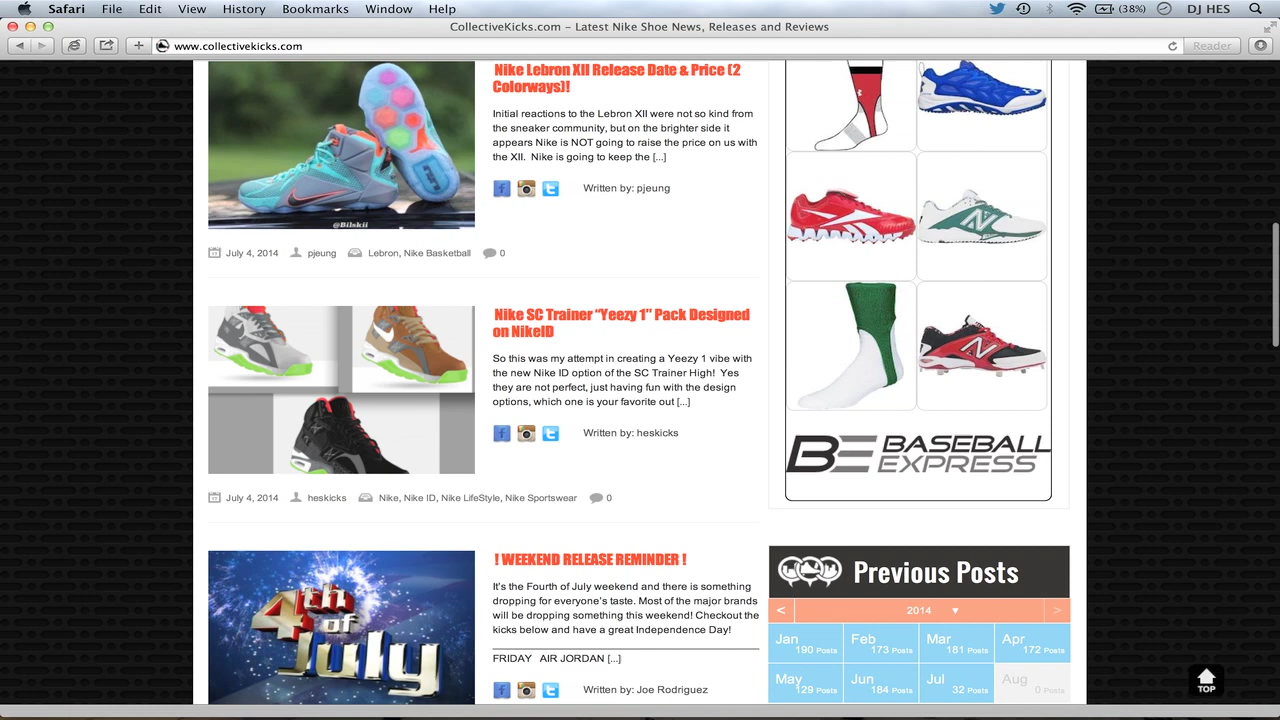 Safari File Edit View History Bookmarks Window Help (38%) DJ HES
CollectiveKicks.com – Latest Nike Shoe News, Releases and Reviews
www.collectivekicks.com Reader
Nike Lebron XII Release Date & Price (2
Colorways)!
Initial reactions to the Lebron XII were not so kind from
the sneaker community, but on the brighter side it
appears Nike is NOT going to raise the price on us with
the XII. Nike is going to keep the [...]
Written by: pjeung
@Bilskii
July 4, 2014 pjeung Lebron, Nike Basketball 0
Nike SC Trainer “Yeezy 1” Pack Designed
on NikeID
So this was my attempt in creating a Yeezy 1 vibe with
the new Nike ID option of the SC Trainer High! Yes
they are not perfect, just having fun with the design
options, which one is your favorite out [...]
Written by: heskicks
July 4, 2014 heskicks Nike, Nike ID, Nike LifeStyle, Nike Sportswear 0
! WEEKEND RELEASE REMINDER !
It’s the Fourth of July weekend and there is something
dropping for everyone’s taste. Most of the major brands
will be dropping something this weekend! Checkout the
kicks below and have a great Independence Day!
FRIDAY AIR JORDAN [...]
Written by: Joe Rodriguez
4th
of
July
BE BASEBALL
EXPRESS
Previous Posts
< 2014 ▼ >
Jan 190 Posts Feb 173 Posts Mar 181 Posts Apr 172 Posts
May 129 Posts Jun 184 Posts Jul 32 Posts Aug 0 Posts
TOP